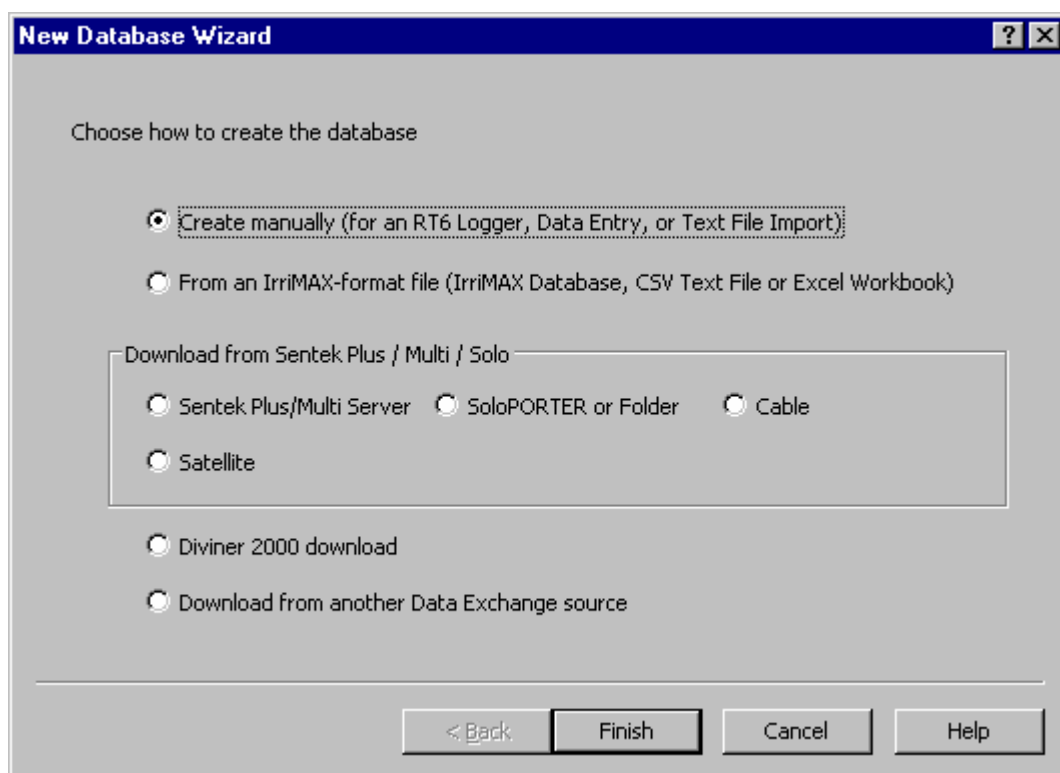 New Database Wizard
Choose how to create the database
Create manually (for an RT6 Logger, Data Entry, or Text File Import)
From an IrriMAX-format file (IrriMAX Database, CSV Text File or Excel Workbook)
Download from Sentek Plus / Multi / Solo
Sentek Plus/Multi Server SoloPORTER or Folder Cable
Satellite
Diviner 2000 download
Download from another Data Exchange source
< Back Finish Cancel Help